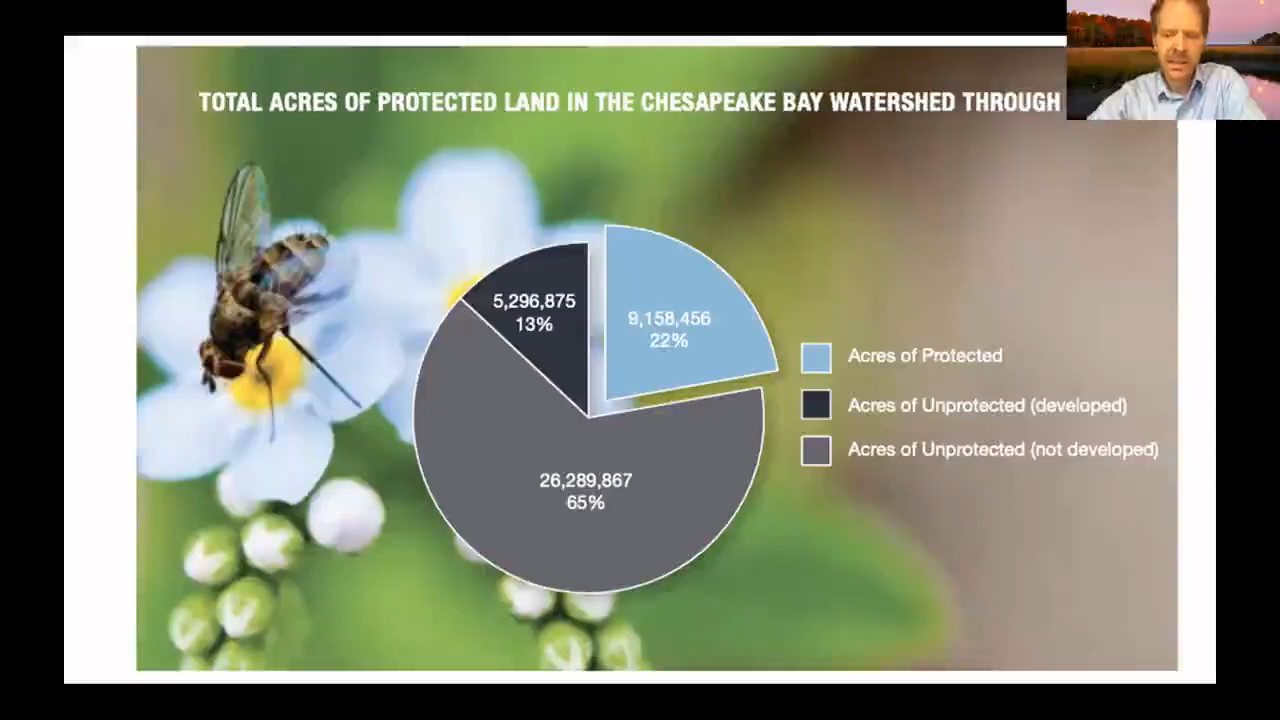 TOTAL ACRES OF PROTECTED LAND IN THE CHESAPEAKE BAY WATERSHED THROUGH
5,296,875
13%
9,158,456
22%
26,289,867
65%
Acres of Protected
Acres of Unprotected (developed)
Acres of Unprotected (not developed)